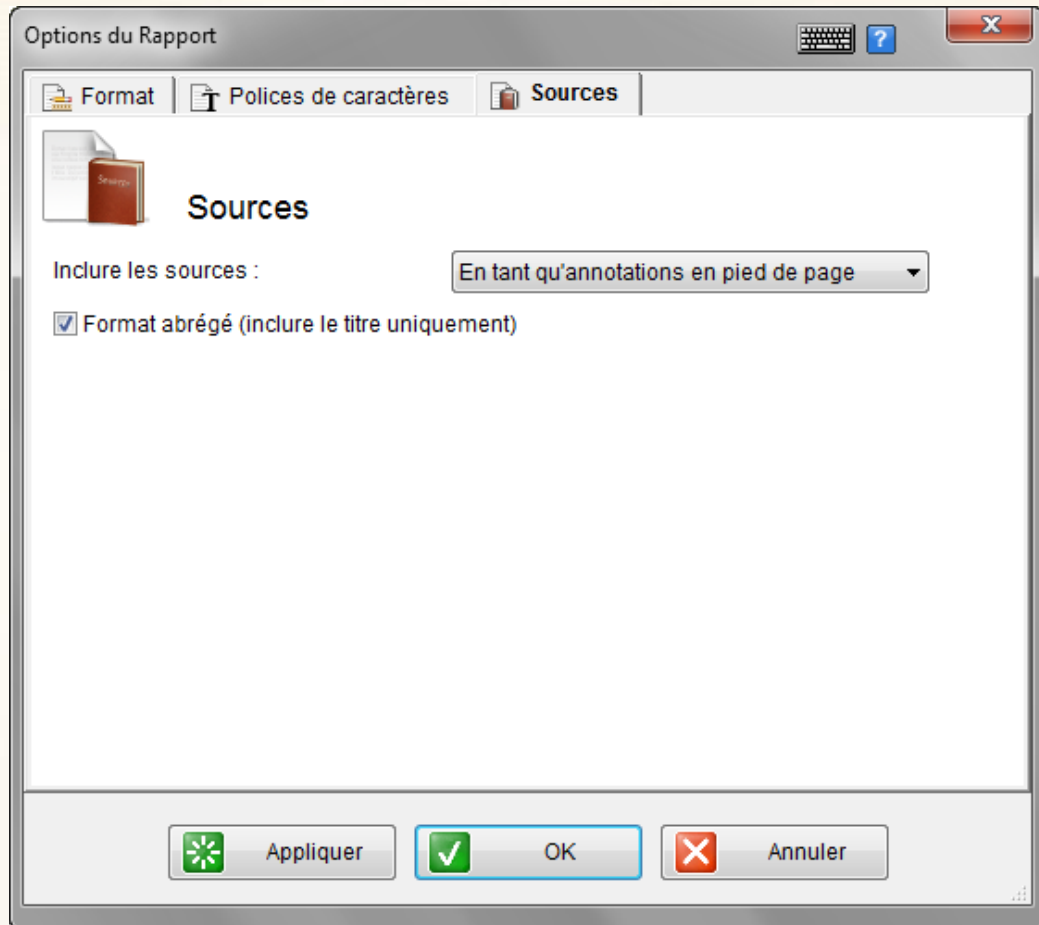 Options du Rapport
?
Format
Polices de caractères
Sources
Sources
Inclure les sources :
En tant qu'annotations en pied de page
Format abrégé (inclure le titre uniquement)
Appliquer
OK
Annuler